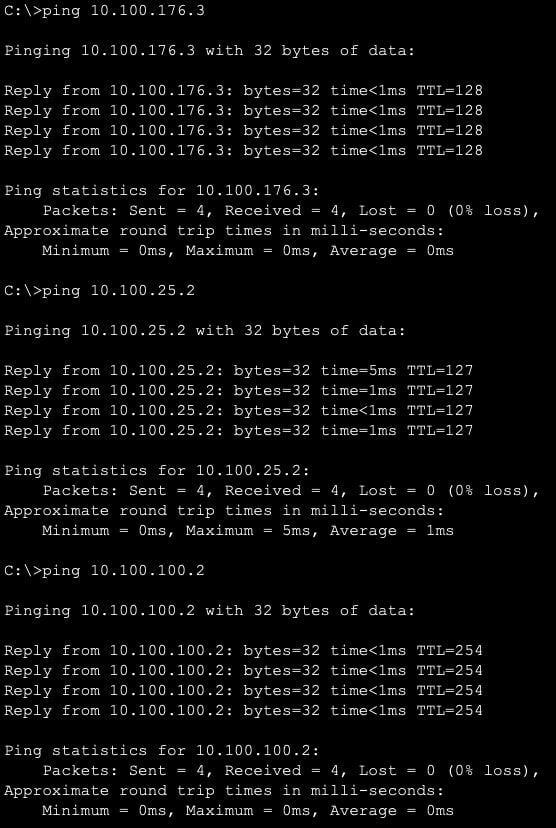 C:\>ping 10.100.176.3
Pinging 10.100.176.3 with 32 bytes of data:
Reply from 10.100.176.3: bytes=32 time<1ms TTL=128
Reply from 10.100.176.3: bytes=32 time<1ms TTL=128
Reply from 10.100.176.3: bytes=32 time<1ms TTL=128
Reply from 10.100.176.3: bytes=32 time<1ms TTL=128
Ping statistics for 10.100.176.3:
    Packets: Sent = 4, Received = 4, Lost = 0 (0% loss),
Approximate round trip times in milli-seconds:
    Minimum = 0ms, Maximum = 0ms, Average = 0ms
C:\>ping 10.100.25.2
Pinging 10.100.25.2 with 32 bytes of data:
Reply from 10.100.25.2: bytes=32 time=5ms TTL=127
Reply from 10.100.25.2: bytes=32 time=1ms TTL=127
Reply from 10.100.25.2: bytes=32 time<1ms TTL=127
Reply from 10.100.25.2: bytes=32 time=1ms TTL=127
Ping statistics for 10.100.25.2:
    Packets: Sent = 4, Received = 4, Lost = 0 (0% loss),
Approximate round trip times in milli-seconds:
    Minimum = 0ms, Maximum = 5ms, Average = 1ms
C:\>ping 10.100.100.2
Pinging 10.100.100.2 with 32 bytes of data:
Reply from 10.100.100.2: bytes=32 time<1ms TTL=254
Reply from 10.100.100.2: bytes=32 time<1ms TTL=254
Reply from 10.100.100.2: bytes=32 time<1ms TTL=254
Reply from 10.100.100.2: bytes=32 time<1ms TTL=254
Ping statistics for 10.100.100.2:
    Packets: Sent = 4, Received = 4, Lost = 0 (0% loss),
Approximate round trip times in milli-seconds:
    Minimum = 0ms, Maximum = 0ms, Average = 0ms